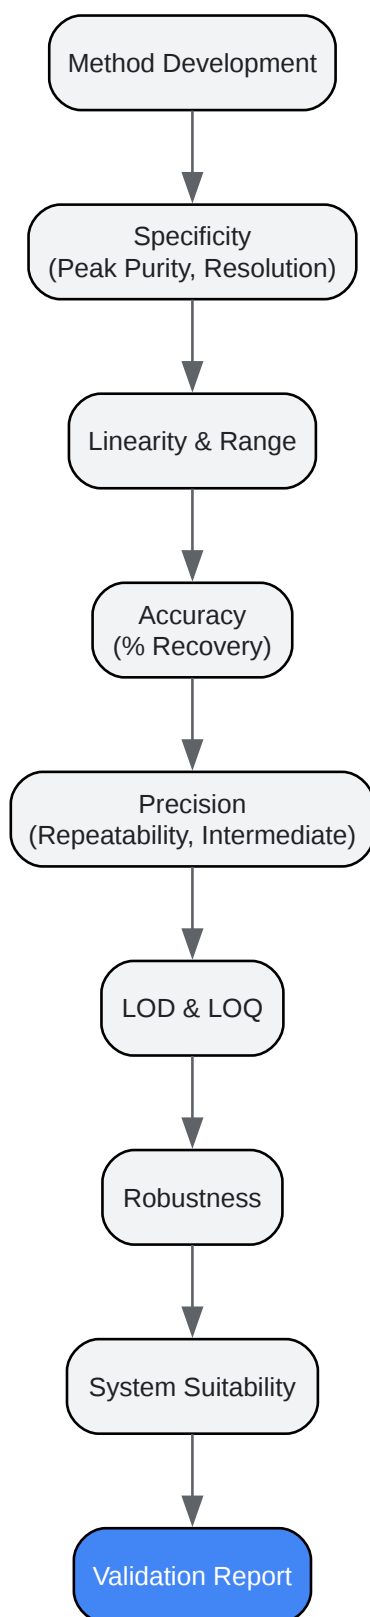 Method Development
Specificity
(Peak Purity, Resolution)
Linearity & Range
Accuracy
(% Recovery)
Precision
(Repeatability, Intermediate)
LOD & LOQ
Robustness
System Suitability
Validation Report